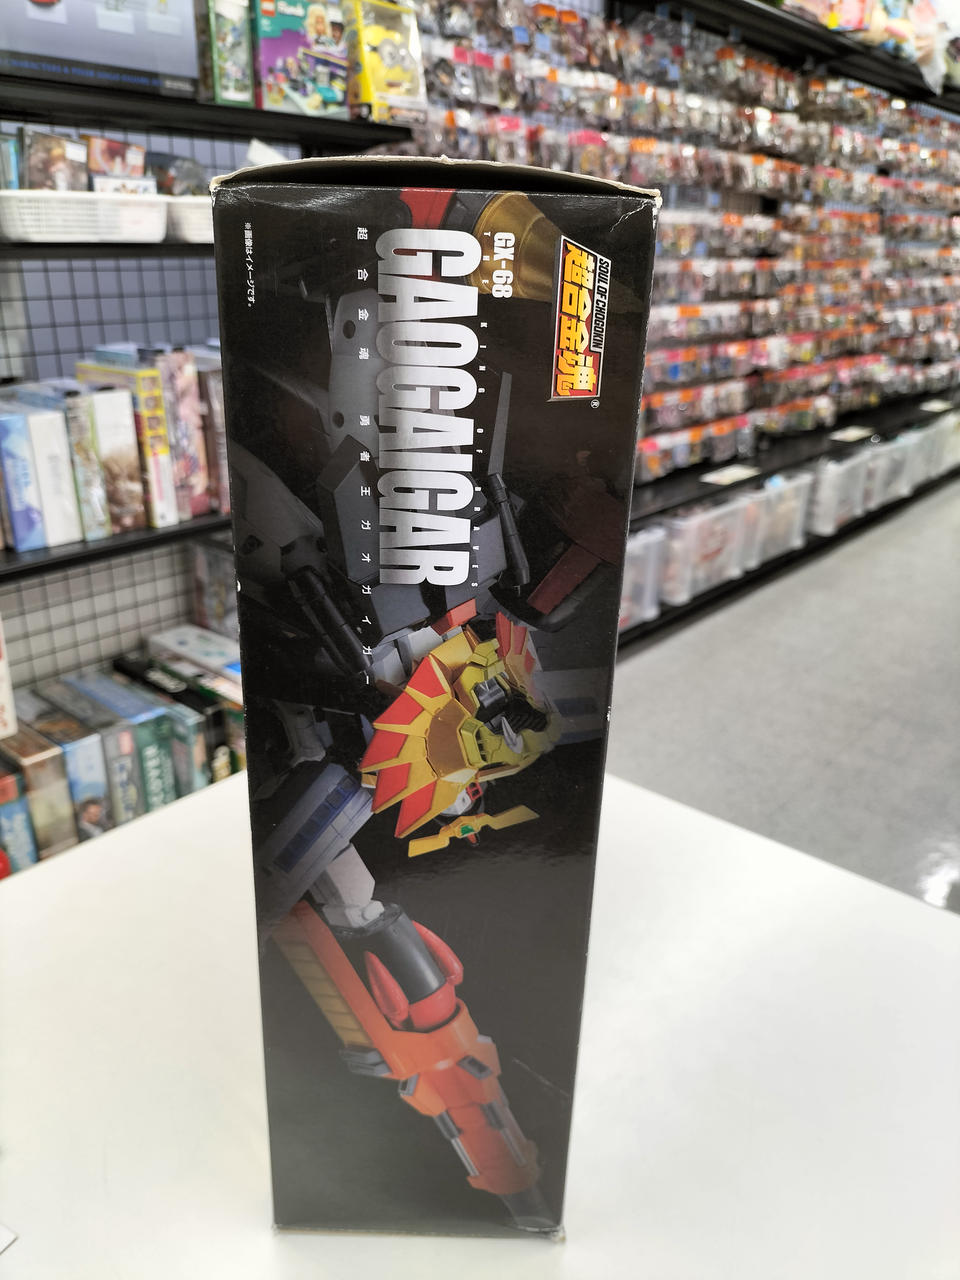 SOUL OF CHOGOKIN
超合金魂
®
GX-68
THE KING OF BRAVES
GAOGAIGAR
超合金魂 勇者王ガオガイガー
※画像はイメージです。